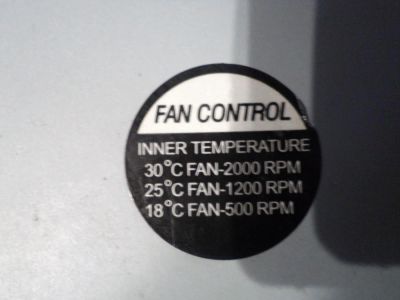 FAN CONTROL
INNER TEMPERATURE
30°C FAN-2000 RPM
25°C FAN-1200 RPM
18°C FAN-500 RPM